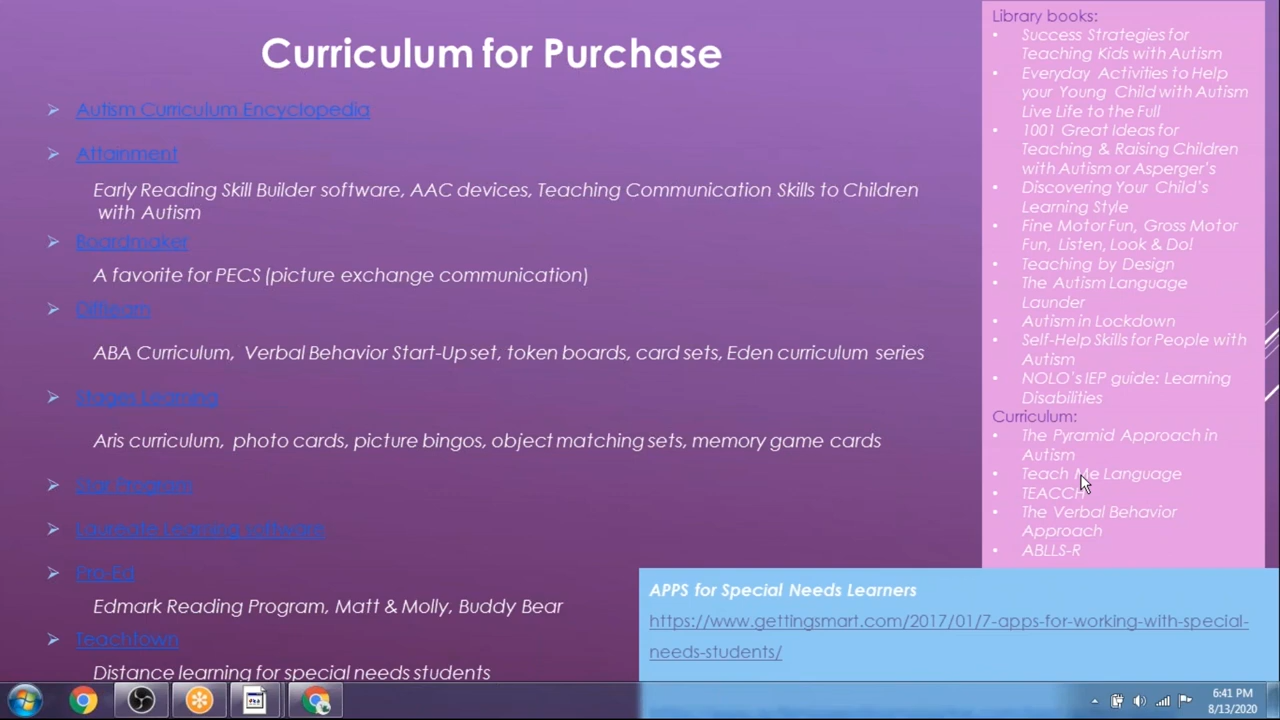 Curriculum for Purchase
Autism Curriculum Encyclopedia
Attainment
Early Reading Skill Builder software, AAC devices, Teaching Communication Skills to Children
with Autism
Boardmaker
A favorite for PECS (picture exchange communication)
Difflearn
ABA Curriculum, Verbal Behavior Start-Up set, token boards, card sets, Eden curriculum series
Stages Learning
Aris curriculum, photo cards, picture bingos, object matching sets, memory game cards
Star Program
Laureate Learning software
Pro-Ed
Edmark Reading Program, Matt & Molly, Buddy Bear
Teachtown
Distance learning for special needs students
Library books:
• Success Strategies for
Teaching Kids with Autism
• Everyday Activities to Help
your Young Child with Autism
Live Life to the Full
• 1001 Great Ideas for
Teaching & Raising Children
with Autism or Asperger's
• Discovering Your Child's
Learning Style
• Fine Motor Fun, Gross Motor
Fun, Listen, Look & Do!
• Teaching by Design
• The Autism Language
Launder
• Autism in Lockdown
• Self-Help Skills for People with
Autism
• NOLO's IEP guide: Learning
Disabilities
Curriculum:
• The Pyramid Approach in
Autism
• Teach Me Language
• TEACCH
• The Verbal Behavior
Approach
• ABLLS-R
APPS for Special Needs Learners
https://www.gettingsmart.com/2017/01/7-apps-for-working-with-special-
needs-students/
6:41 PM
8/13/2020